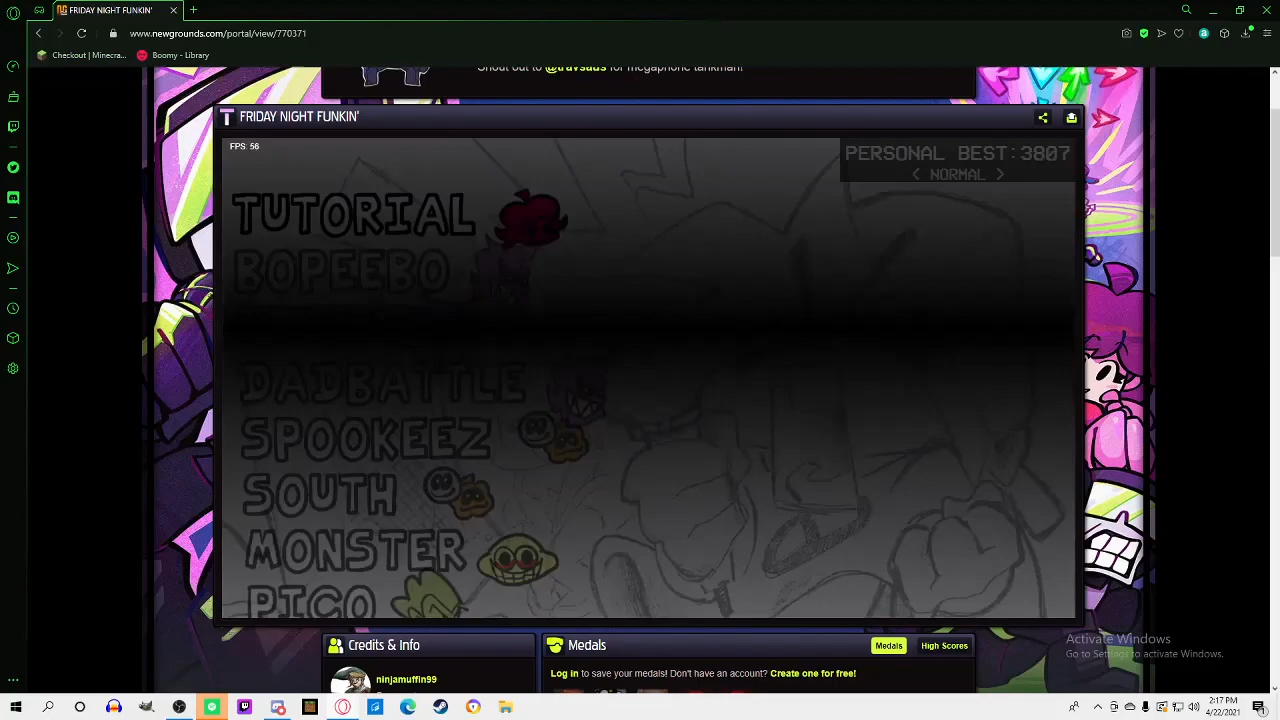 FRIDAY NIGHT FUNKIN'
www.newgrounds.com/portal/view/770371
Checkout | Minecra...
Boomy - Library
Shout out to @travsaus for megaphone tankman!
FRIDAY NIGHT FUNKIN'
FPS: 56
PERSONAL BEST:3807
< NORMAL >
TUTORIAL
BOPEEBO
DADBATTLE
SPOOKEEZ
SOUTH
MONSTER
PICO
Credits & Info
Medals
Medals
High Scores
ninjamuffin99
Log in to save your medals! Don't have an account? Create one for free!
Activate Windows
Go to Settings to activate Windows.
2:17 PM
4/22/2021